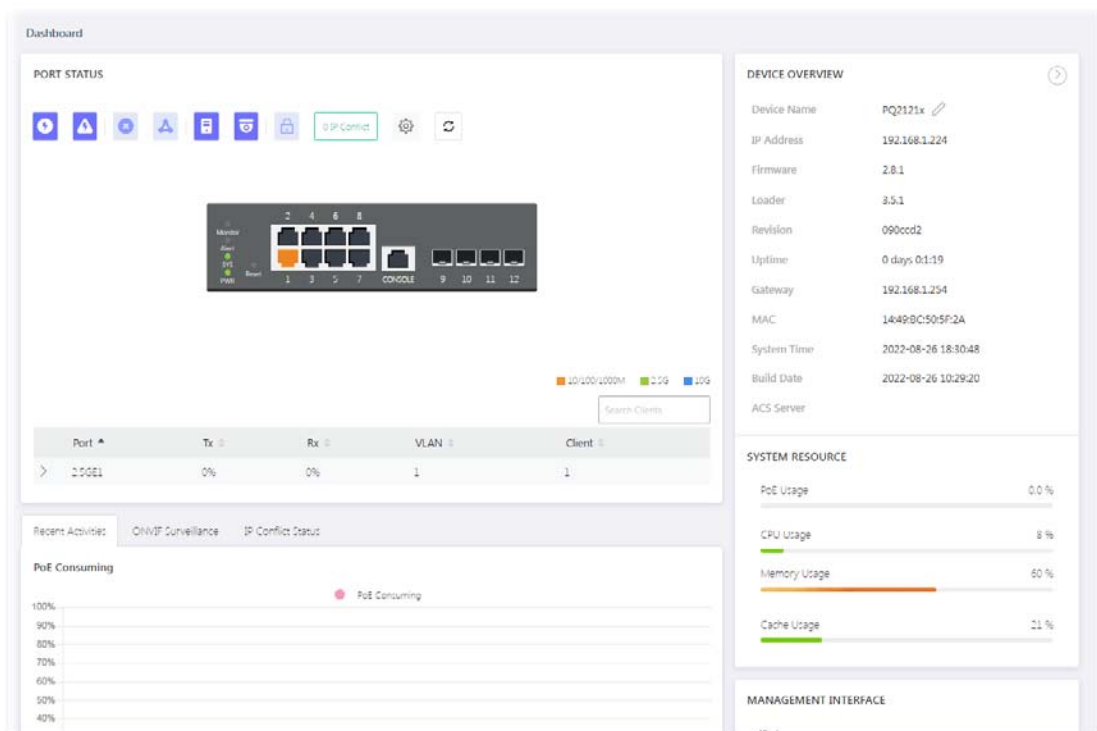 Dashboard
PORT STATUS
0 IP Conflict
2 4 6 8
Monitor
Alert
SYS
PWR
Reset
1 3 5 7 CONSOLE 9 10 11 12
10/100/1000M 2.5G 10G
Search Clients
Port Tx Rx VLAN Client
2.5GE1 0% 0% 1 1
Recent Activities ONVIF Surveillance IP Conflict Status
PoE Consuming
PoE Consuming
100%
90%
80%
70%
60%
50%
40%
DEVICE OVERVIEW
Device Name PQ2121x
IP Address 192.168.1.224
Firmware 2.8.1
Loader 3.5.1
Revision 090ccd2
Uptime 0 days 0:1:19
Gateway 192.168.1.254
MAC 14:49:BC:50:5F:2A
System Time 2022-08-26 18:30:48
Build Date 2022-08-26 10:29:20
ACS Server
SYSTEM RESOURCE
PoE Usage 0.0 %
CPU Usage 8 %
Memory Usage 60 %
Cache Usage 21 %
MANAGEMENT INTERFACE